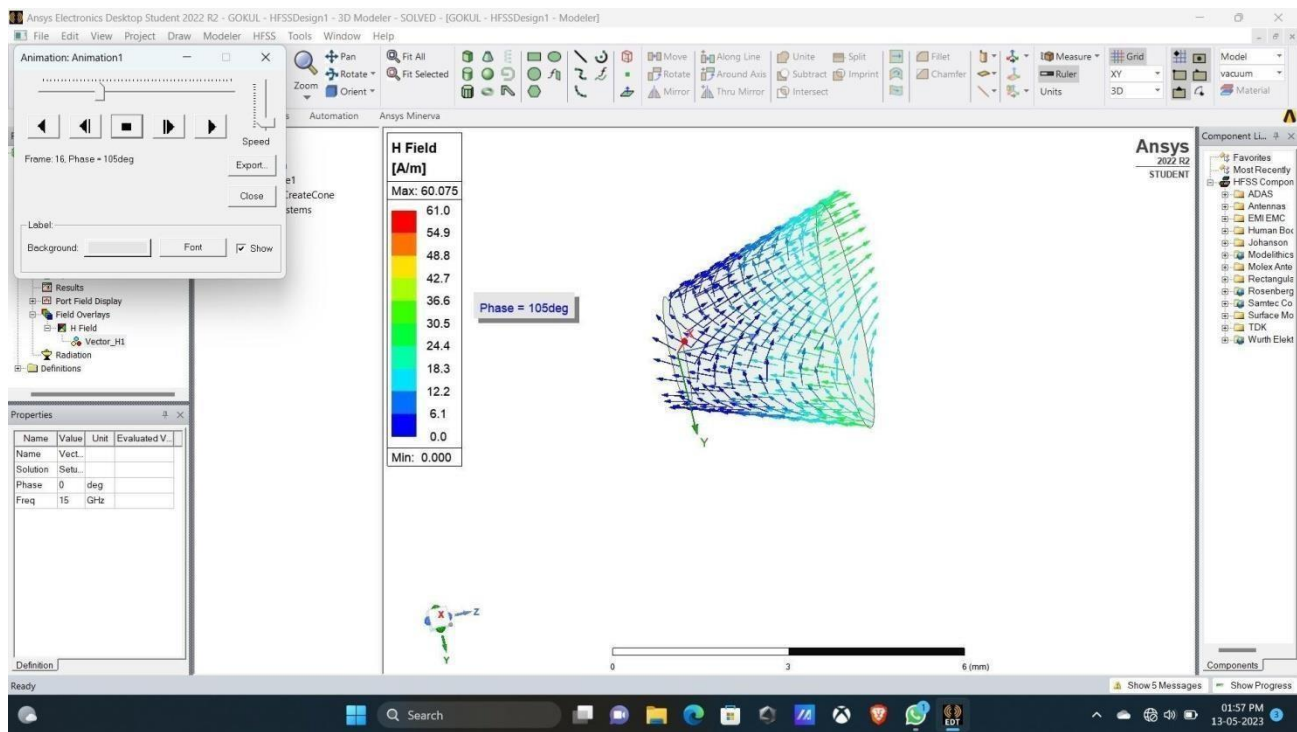 Ansys Electronics Desktop Student 2022 R2 - GOKUL - HFSSDesign1 - 3D Modeler - SOLVED - [GOKUL - HFSSDesign1 - Modeler]
File Edit View Project Draw Modeler HFSS Tools Window Help
Animation: Animation1
Speed
Frame: 16, Phase = 105deg
Export...
Close
Label:
Background:
Font
Show
Zoom
Pan
Rotate
Orient
Fit All
Fit Selected
Move
Rotate
Mirror
Along Line
Around Axis
Thru Mirror
Unite
Subtract
Intersect
Split
Imprint
Fillet
Chamfer
Measure
Ruler
Units
Grid
XY
3D
Model
vacuum
Material
s Automation Ansys Minerva
e1
CreateCone
stems
Results
Port Field Display
Field Overlays
H Field
Vector_H1
Radiation
Definitions
Properties
Name Value Unit Evaluated V...
Name Vect...
Solution Setu...
Phase 0 deg
Freq 15 GHz
Definition
H Field
[A/m]
Max: 60.075
61.0
54.9
48.8
42.7
36.6
30.5
24.4
18.3
12.2
6.1
0.0
Min: 0.000
Phase = 105deg
Y
X
Z
Y
0 3 6 (mm)
Ansys
2022 R2
STUDENT
Component Li...
Favorites
Most Recently
HFSS Compon
ADAS
Antennas
EMI EMC
Human Boc
Johanson
Modelithics
Molex Ante
Rectangula
Rosenberg
Samtec Co
Surface Mo
TDK
Wurth Elekt
Components
Ready
Show 5 Messages
Show Progress
Search
EDT
01:57 PM
13-05-2023
3